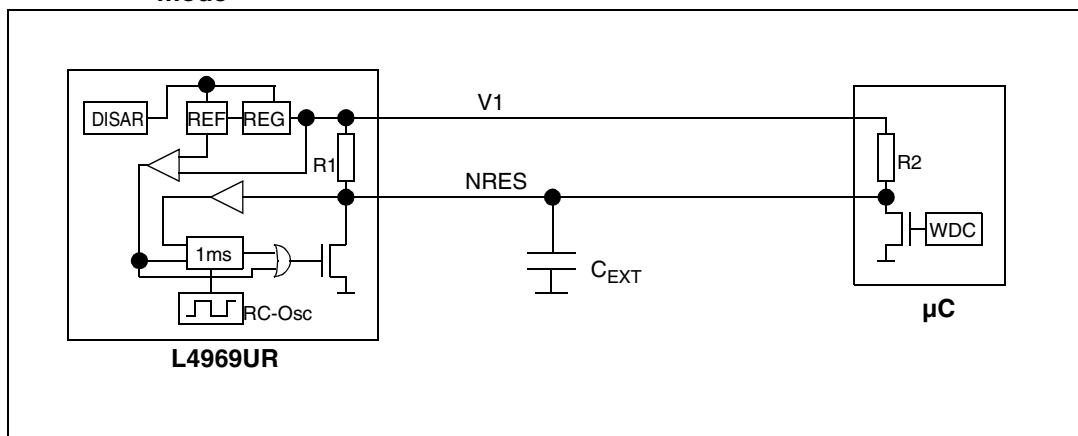 mode
V1
DISAR
REF
REG
R1
R2
NRES
WDC
1ms
C_EXT
RC-Osc
µC
L4969UR